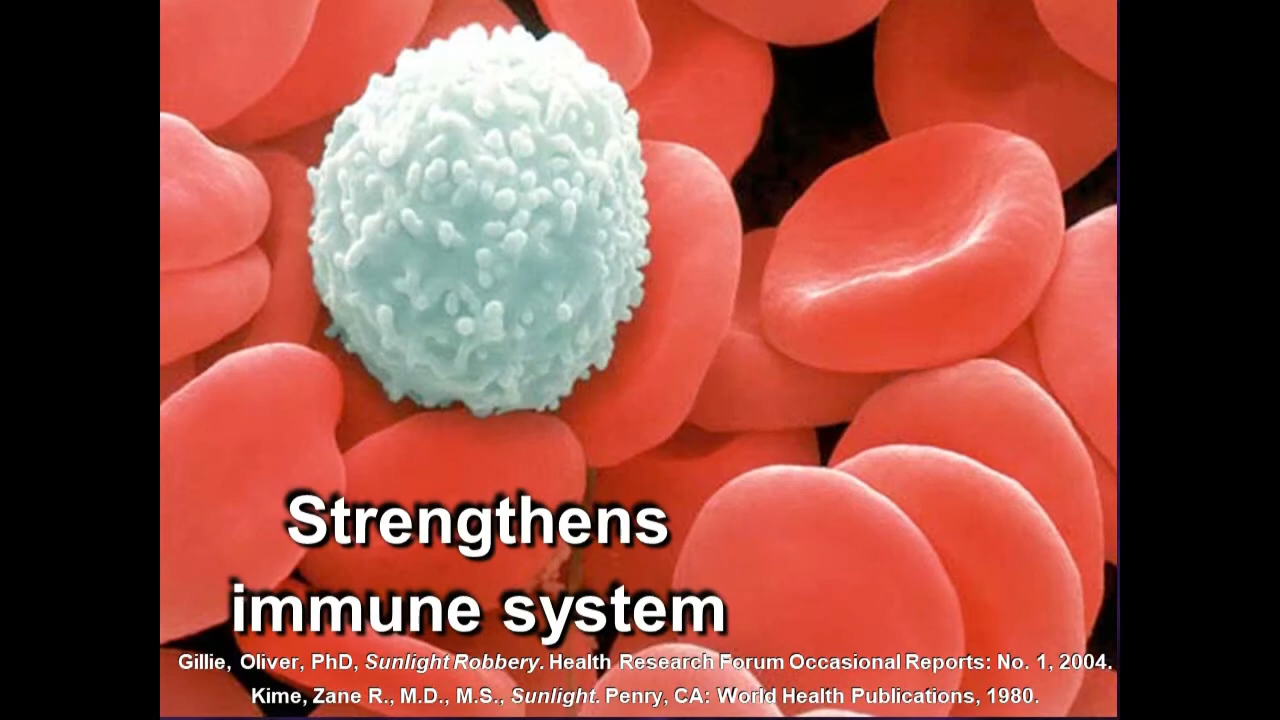 Strengthens
immune system
Gillie, Oliver, PhD, Sunlight Robbery. Health Research Forum Occasional Reports: No. 1, 2004.
Kime, Zane R., M.D., M.S., Sunlight. Penry, CA: World Health Publications, 1980.